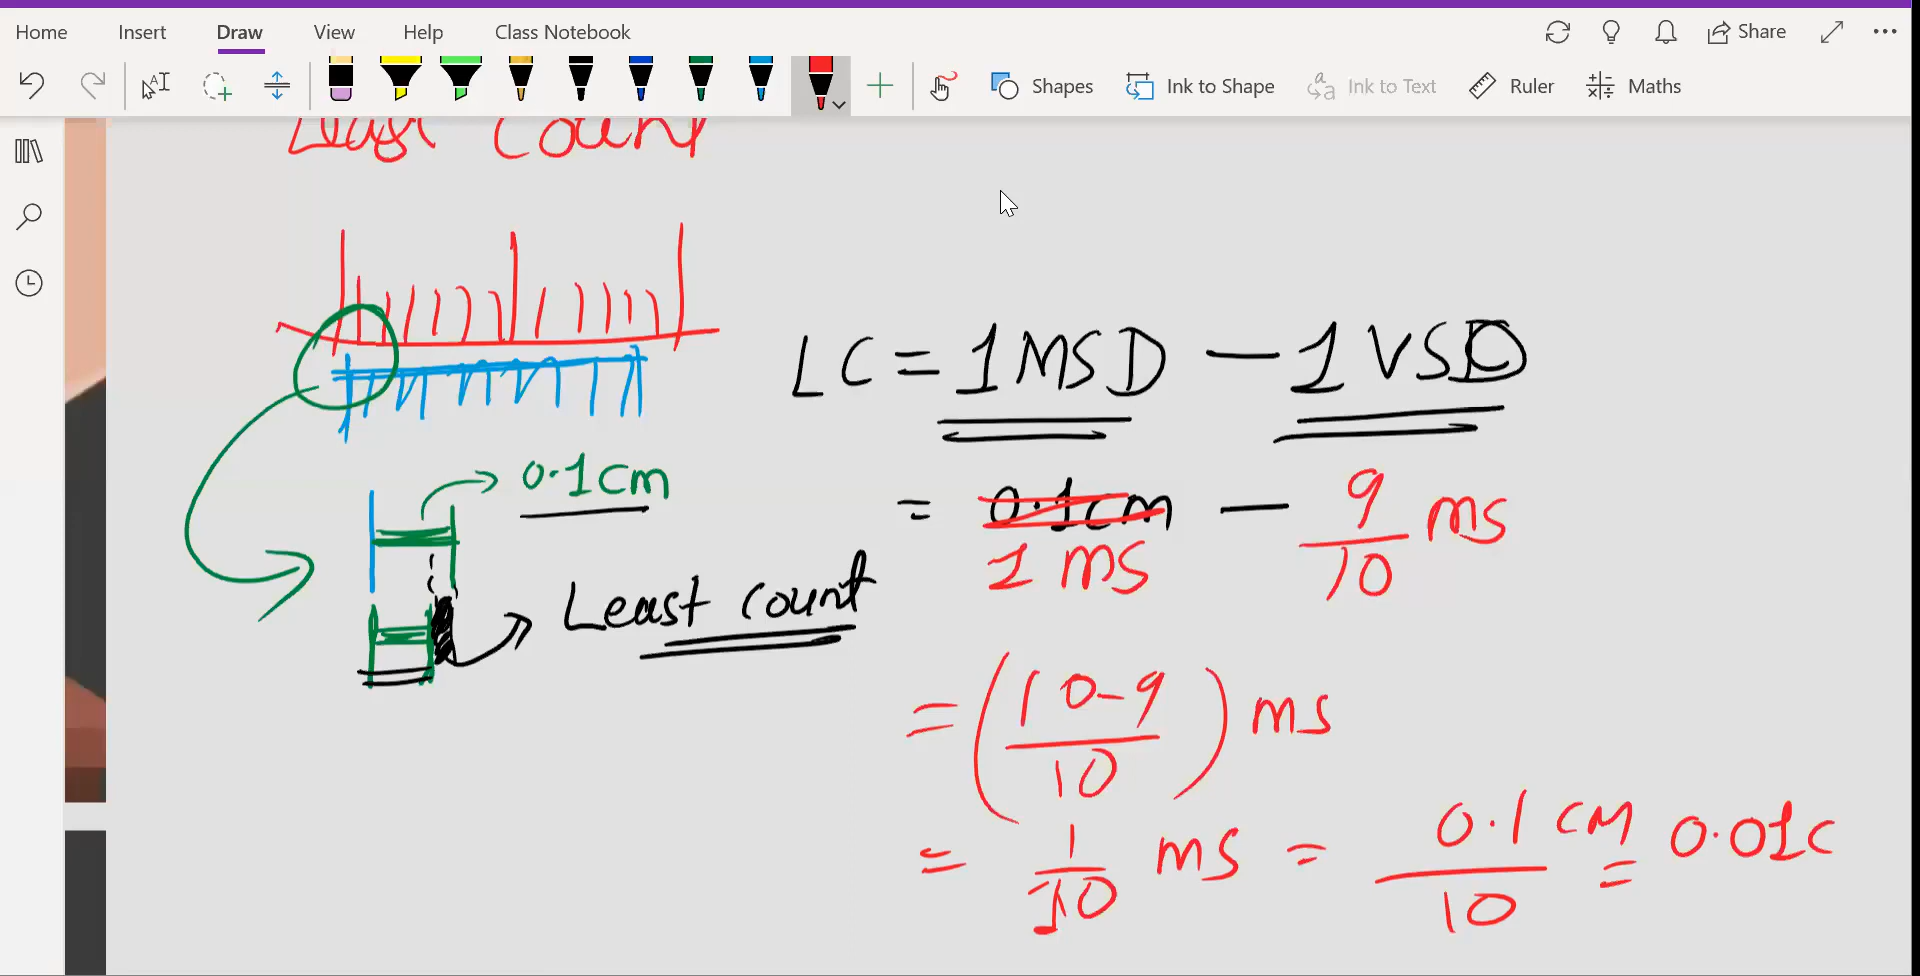 Home Insert Draw View Help Class Notebook Share
Shapes Ink to Shape Ink to Text Ruler Maths
Least Count
LC = 1 MSD − 1 VSD
0.1cm
= 0.1cm − 9/10 ms
1 ms
Least count
= (10-9/10) ms
= 1/10 ms = 0.1 cm/10 = 0.01c